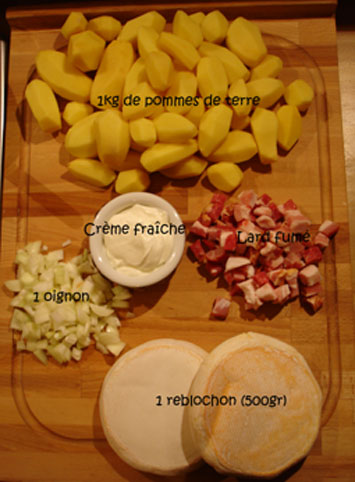 1kg de pommes de terre
Crème fraîche
Lard fumé
1 oignon
1 reblochon (500gr)